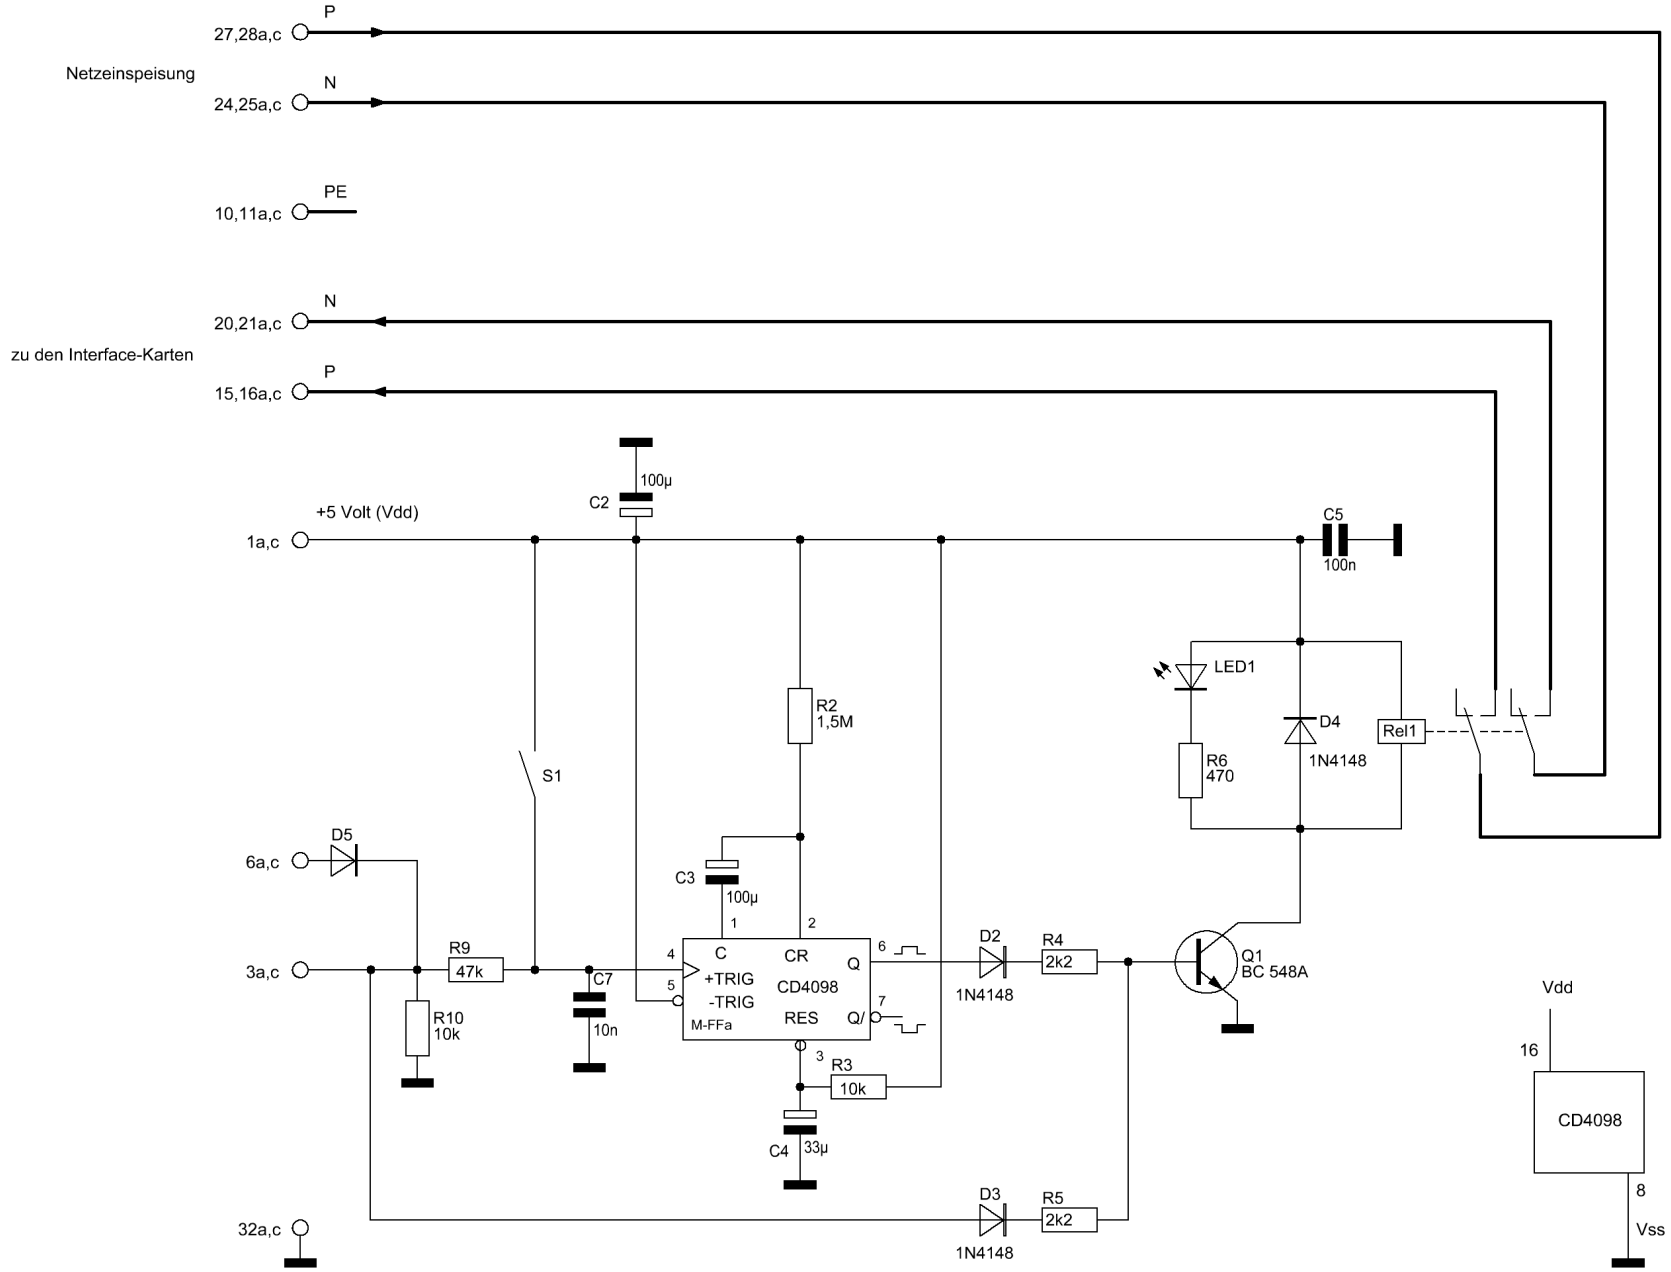 P
27,28a,c
Netzeinspeisung
N
24,25a,c
PE
10,11a,c
N
20,21a,c
zu den Interface-Karten
P
15,16a,c
100µ
C2
+5 Volt (Vdd)
1a,c
C5
100n
LED1
R2
1,5M
D4
Rel1
R6
470
1N4148
S1
D5
6a,c
C3
100µ
1
2
R9
47k
3a,c
4
5
C
CR
+TRIG
-TRIG
CD4098
M-FFa
RES
Q
Q/
6
7
3
D2
1N4148
R4
2k2
Q1
BC 548A
C7
10n
R10
10k
R3
10k
C4
33µ
Vdd
16
CD4098
8
Vss
D3
1N4148
R5
2k2
32a,c